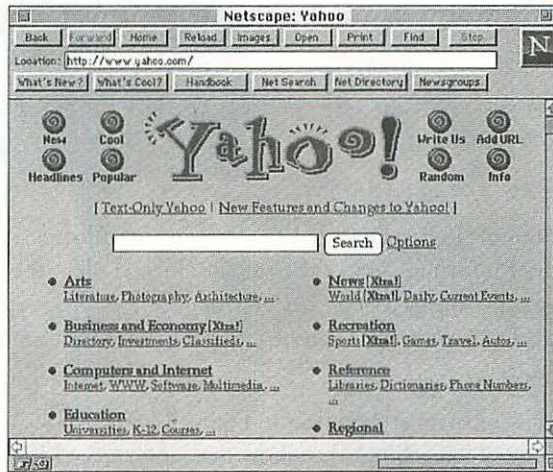 Netscape: Yahoo
Back Forward Home Reload Images Open Print Find Stop
Location: http://www.yahoo.com/
N
What's New? What's Cool? Handbook Net Search Net Directory Newsgroups
New Cool Yahoo! Write Us Add URL
Headlines Popular Random Info
[ Text-Only Yahoo | New Features and Changes to Yahoo! ]
Search Options
Arts
Literature, Photography, Architecture, ...
Business and Economy [Xtra!]
Directory, Investments, Classifieds, ...
Computers and Internet
Internet, WWW, Software, Multimedia, ...
Education
Universities, K-12, Courses, ...
News [Xtra!]
World [Xtra!], Daily, Current Events, ...
Recreation
Sports [Xtra!], Games, Travel, Autos, ...
Reference
Libraries, Dictionaries, Phone Numbers,
...
Regional